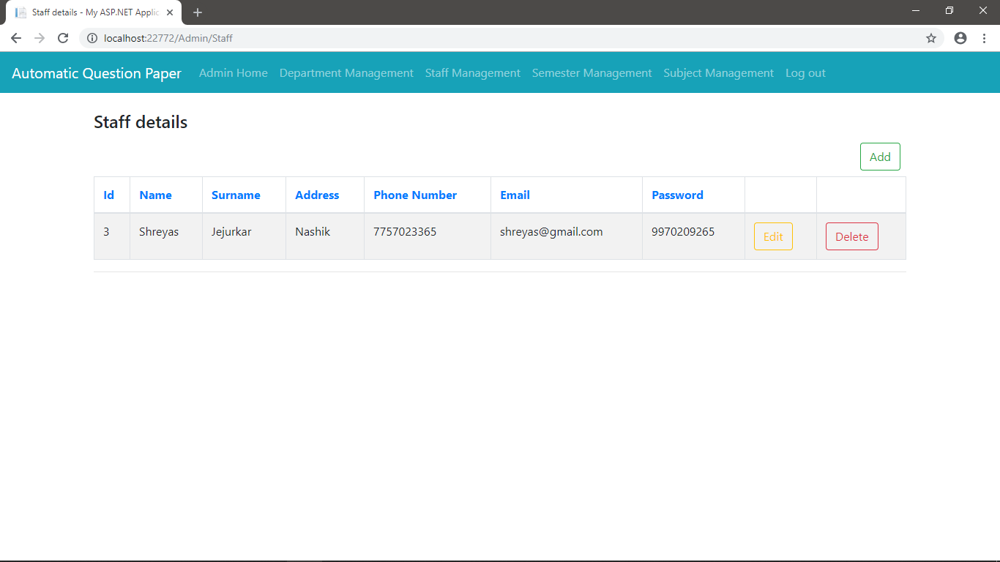 Staff details - My ASP.NET Applic
localhost:22772/Admin/Staff
Automatic Question Paper Admin Home Department Management Staff Management Semester Management Subject Management Log out
Staff details
Add
Id Name Surname Address Phone Number Email Password
3 Shreyas Jejurkar Nashik 7757023365 shreyas@gmail.com 9970209265 Edit Delete